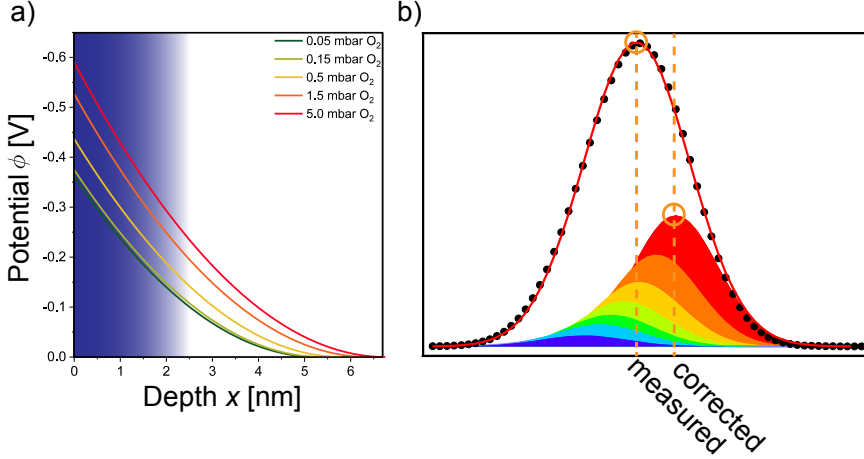 a)
-0.6
-0.5
-0.4
-0.3
-0.2
-0.1
0.0
Potential ϕ [V]
0.05 mbar O₂
0.15 mbar O₂
0.5 mbar O₂
1.5 mbar O₂
5.0 mbar O₂
0 1 2 3 4 5 6
Depth x [nm]
b)
measured
corrected